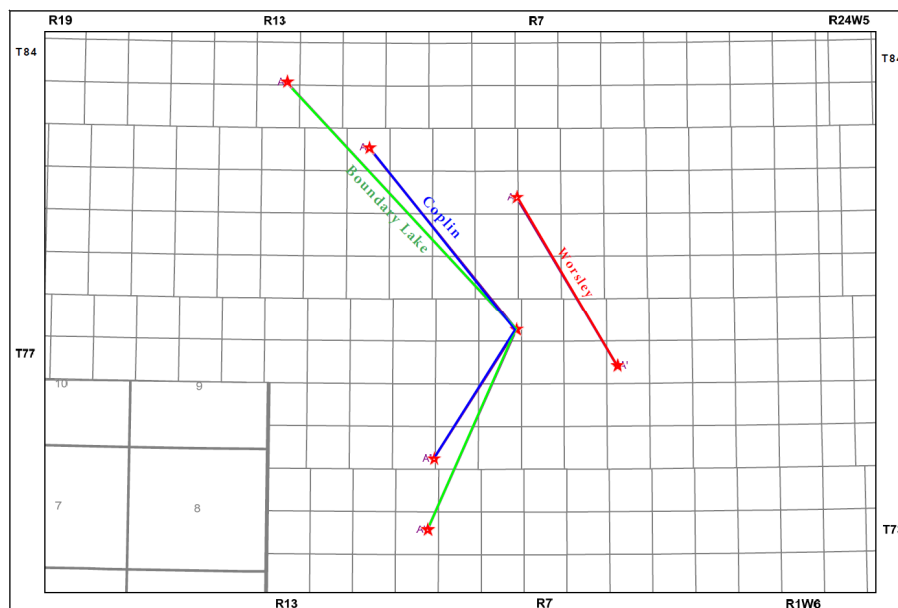 R19 R13 R7 R24W5
T84 T84
A
A
Coplin
Boundary Lake
A
Worsley
T77
A'
10 9
A'
7 8
A'
R13 R7 R1W6